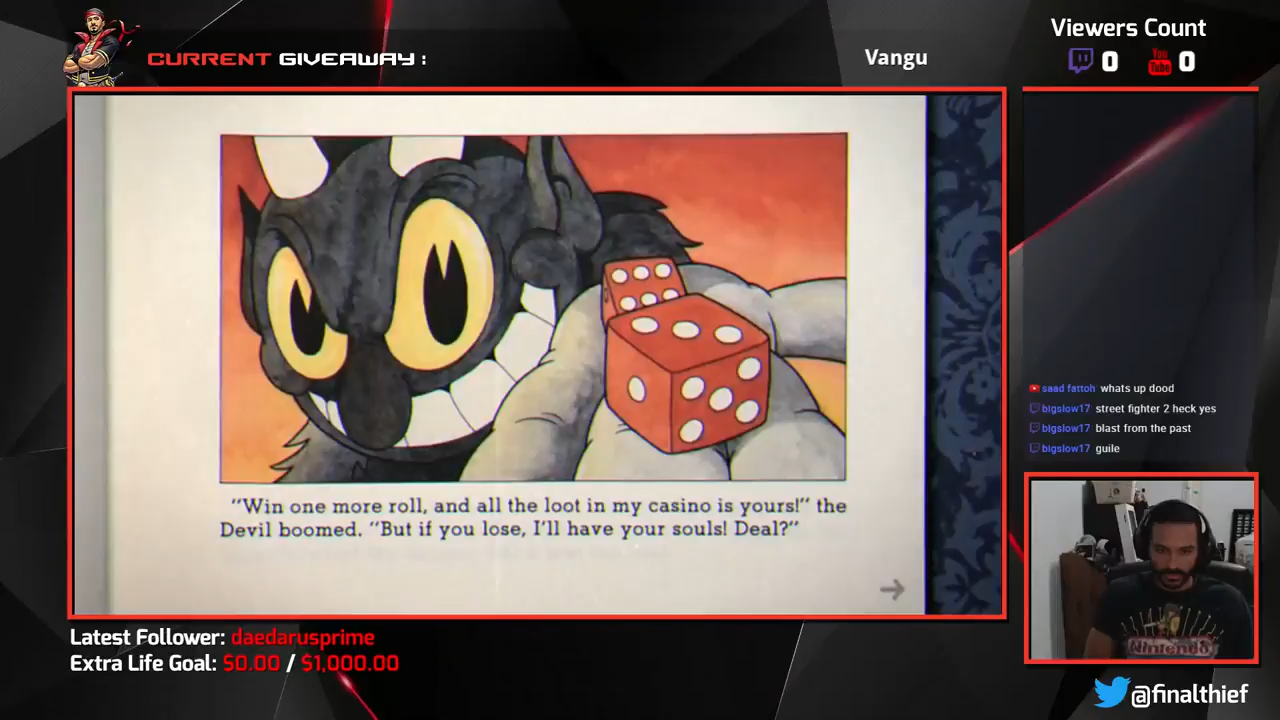 CURRENT GIVEAWAY :
Vangu
Viewers Count
0
You Tube 0
saad fattoh whats up dood
bigslow17 street fighter 2 heck yes
bigslow17 blast from the past
bigslow17 guile
"Win one more roll, and all the loot in my casino is yours!" the
Devil boomed. "But if you lose, I'll have your souls! Deal?"
Nintendo
Latest Follower: daedarusprime
Extra Life Goal: $0.00 / $1,000.00
@finalthief